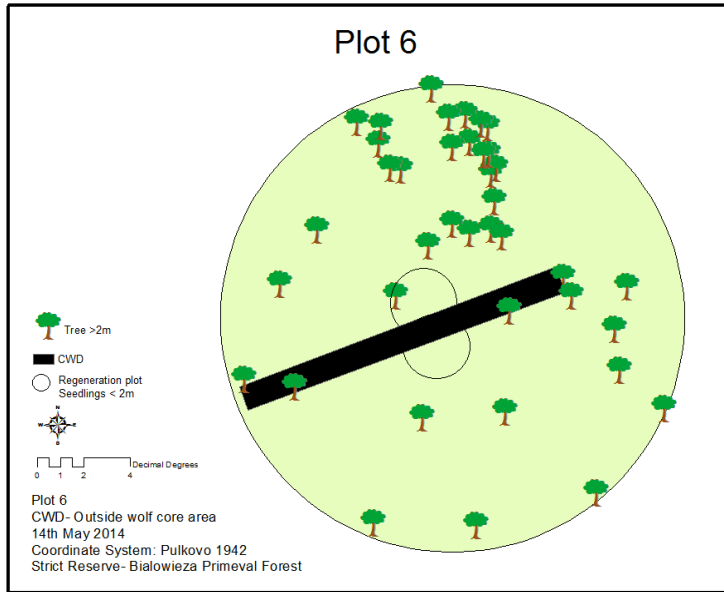 Plot 6
Tree >2m
CWD
Regeneration plot
Seedlings < 2m
N
W E
S
0 1 2 4 Decimal Degrees
Plot 6
CWD- Outside wolf core area
14th May 2014
Coordinate System: Pulkovo 1942
Strict Reserve- Bialowieza Primeval Forest